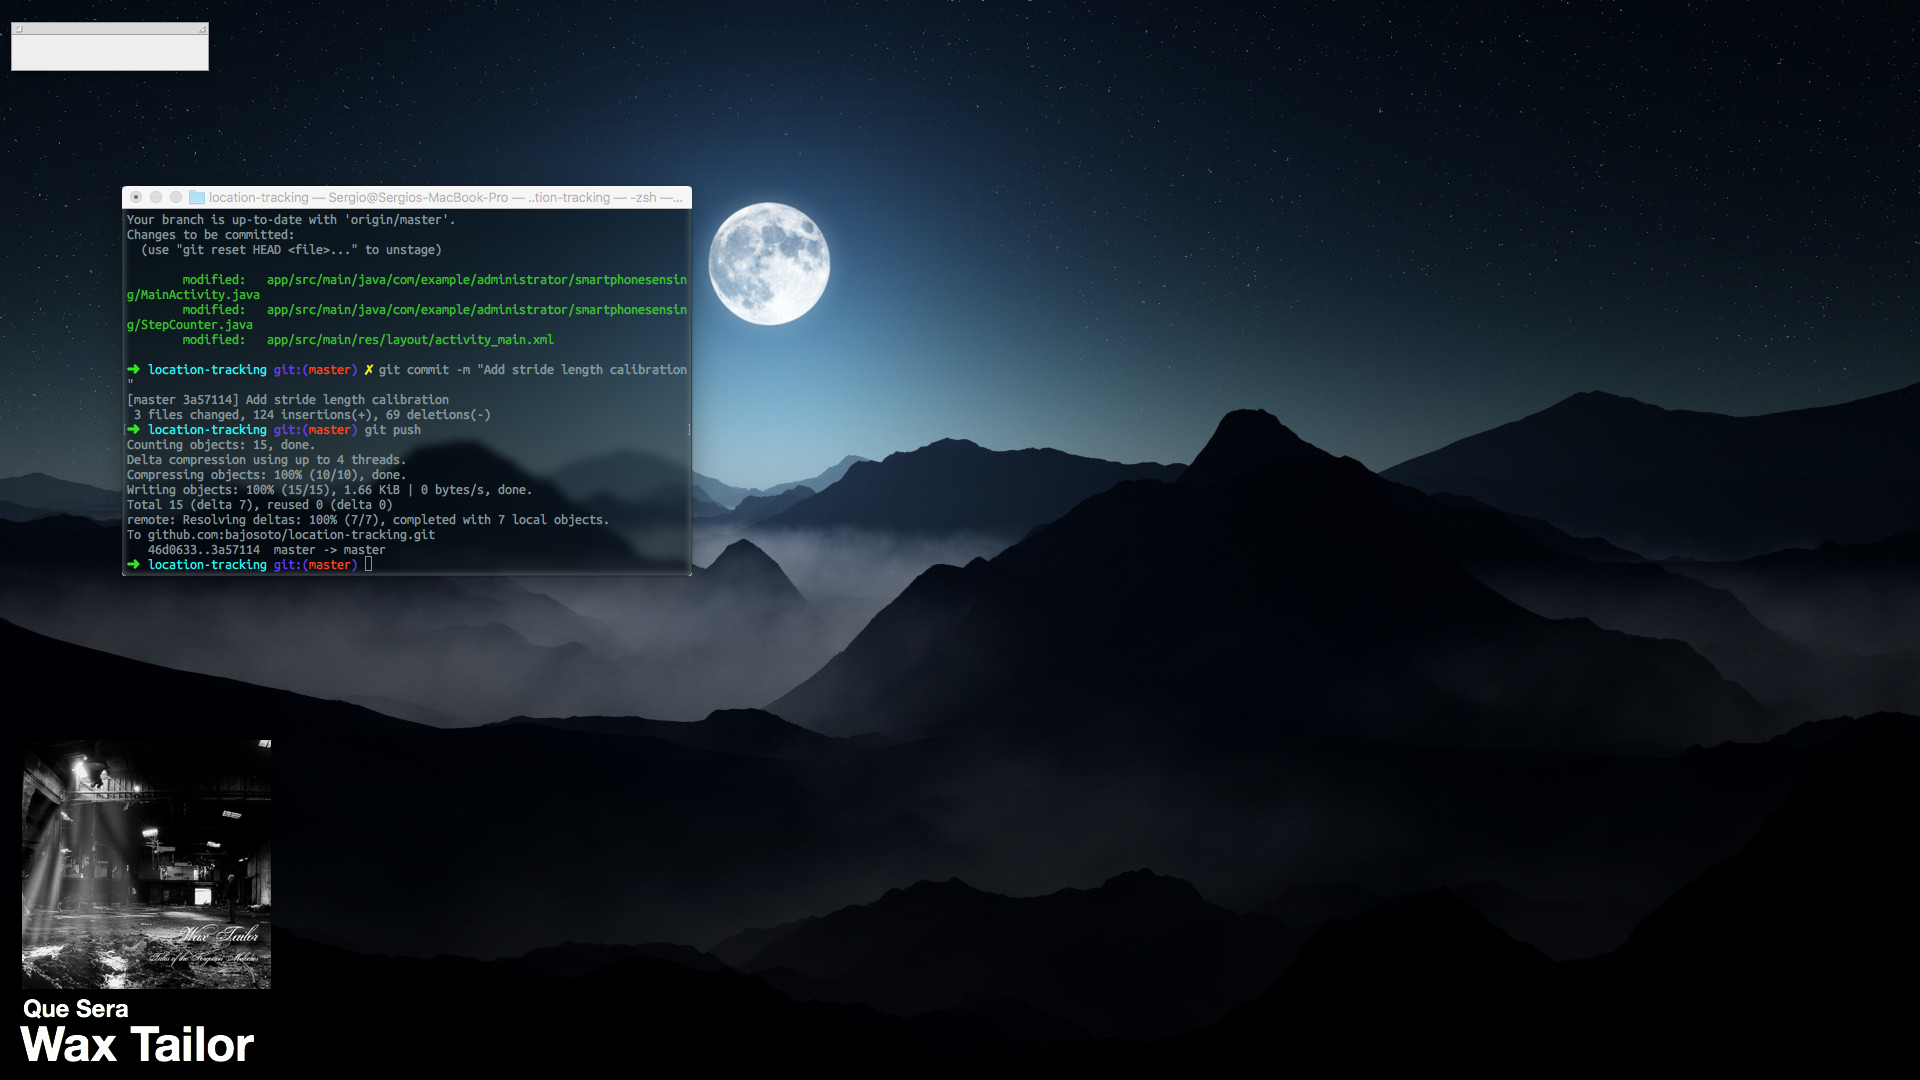 location-tracking — Sergio@Sergios-MacBook-Pro — ..tion-tracking — -zsh —...
Your branch is up-to-date with 'origin/master'.
Changes to be committed:
  (use "git reset HEAD <file>..." to unstage)
        modified:   app/src/main/java/com/example/administrator/smartphonesensin
g/MainActivity.java
        modified:   app/src/main/java/com/example/administrator/smartphonesensin
g/StepCounter.java
        modified:   app/src/main/res/layout/activity_main.xml
➜ location-tracking git:(master) ✗ git commit -m "Add stride length calibration
"
[master 3a57114] Add stride length calibration
 3 files changed, 124 insertions(+), 69 deletions(-)
➜ location-tracking git:(master) git push
Counting objects: 15, done.
Delta compression using up to 4 threads.
Compressing objects: 100% (10/10), done.
Writing objects: 100% (15/15), 1.66 KiB | 0 bytes/s, done.
Total 15 (delta 7), reused 0 (delta 0)
remote: Resolving deltas: 100% (7/7), completed with 7 local objects.
To github.com:bajosoto/location-tracking.git
   46d0633..3a57114  master -> master
➜ location-tracking git:(master)
Wax Tailor
Tales of the Forgotten Melodies
Que Sera
Wax Tailor